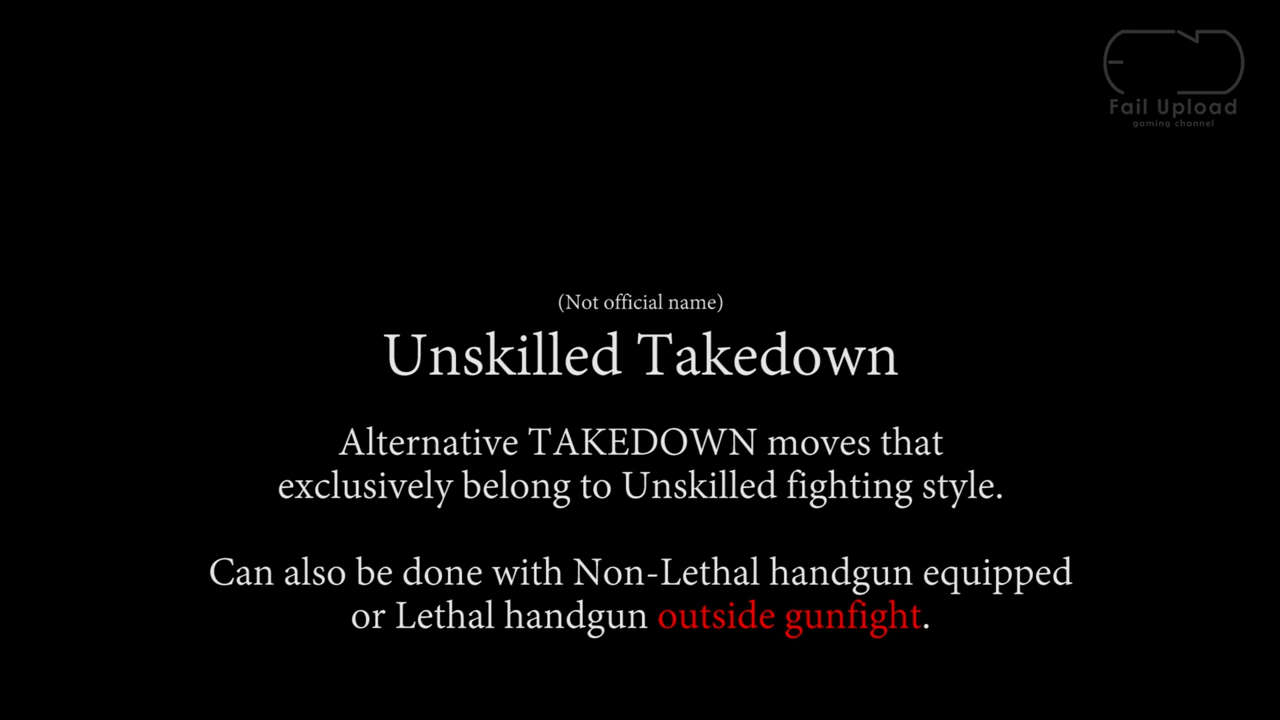 Fail Upload
gaming channel
(Not official name)
Unskilled Takedown
Alternative TAKEDOWN moves that
exclusively belong to Unskilled fighting style.
Can also be done with Non-Lethal handgun equipped
or Lethal handgun outside gunfight.